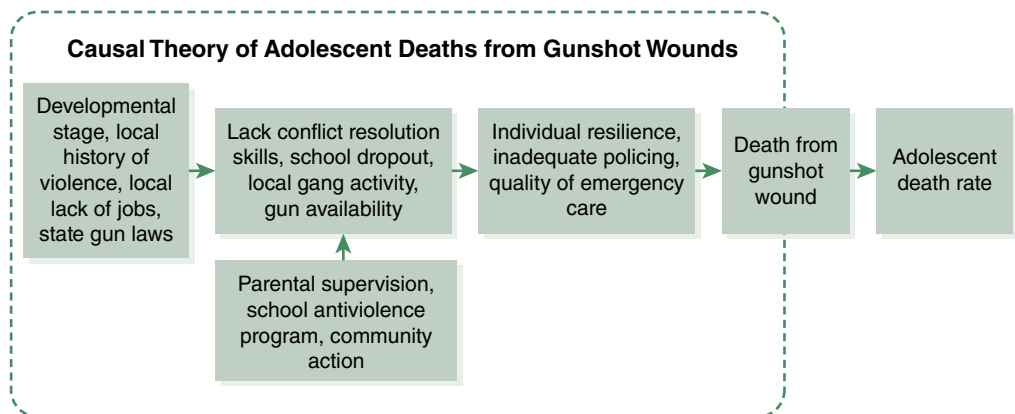 Causal Theory of Adolescent Deaths from Gunshot Wounds
Developmental
stage, local
history of
violence, local
lack of jobs,
state gun laws
Lack conflict resolution
skills, school dropout,
local gang activity,
gun availability
Individual resilience,
inadequate policing,
quality of emergency
care
Death from
gunshot
wound
Adolescent
death rate
Parental supervision,
school antiviolence
program, community
action